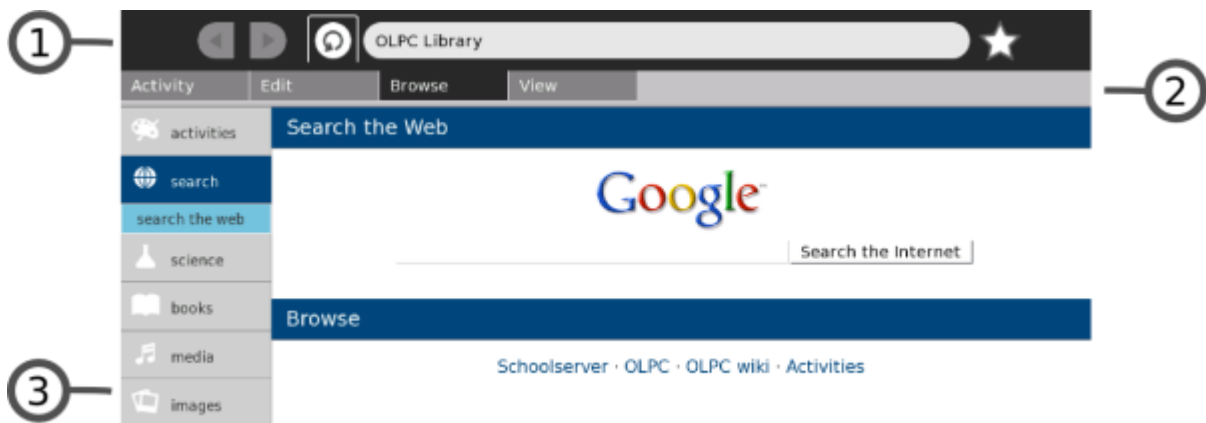 1
OLPC Library
Activity Edit Browse View
2
activities
Search the Web
search
Google
search the web
Search the Internet
science
books
Browse
media
Schoolserver · OLPC · OLPC wiki · Activities
3
images